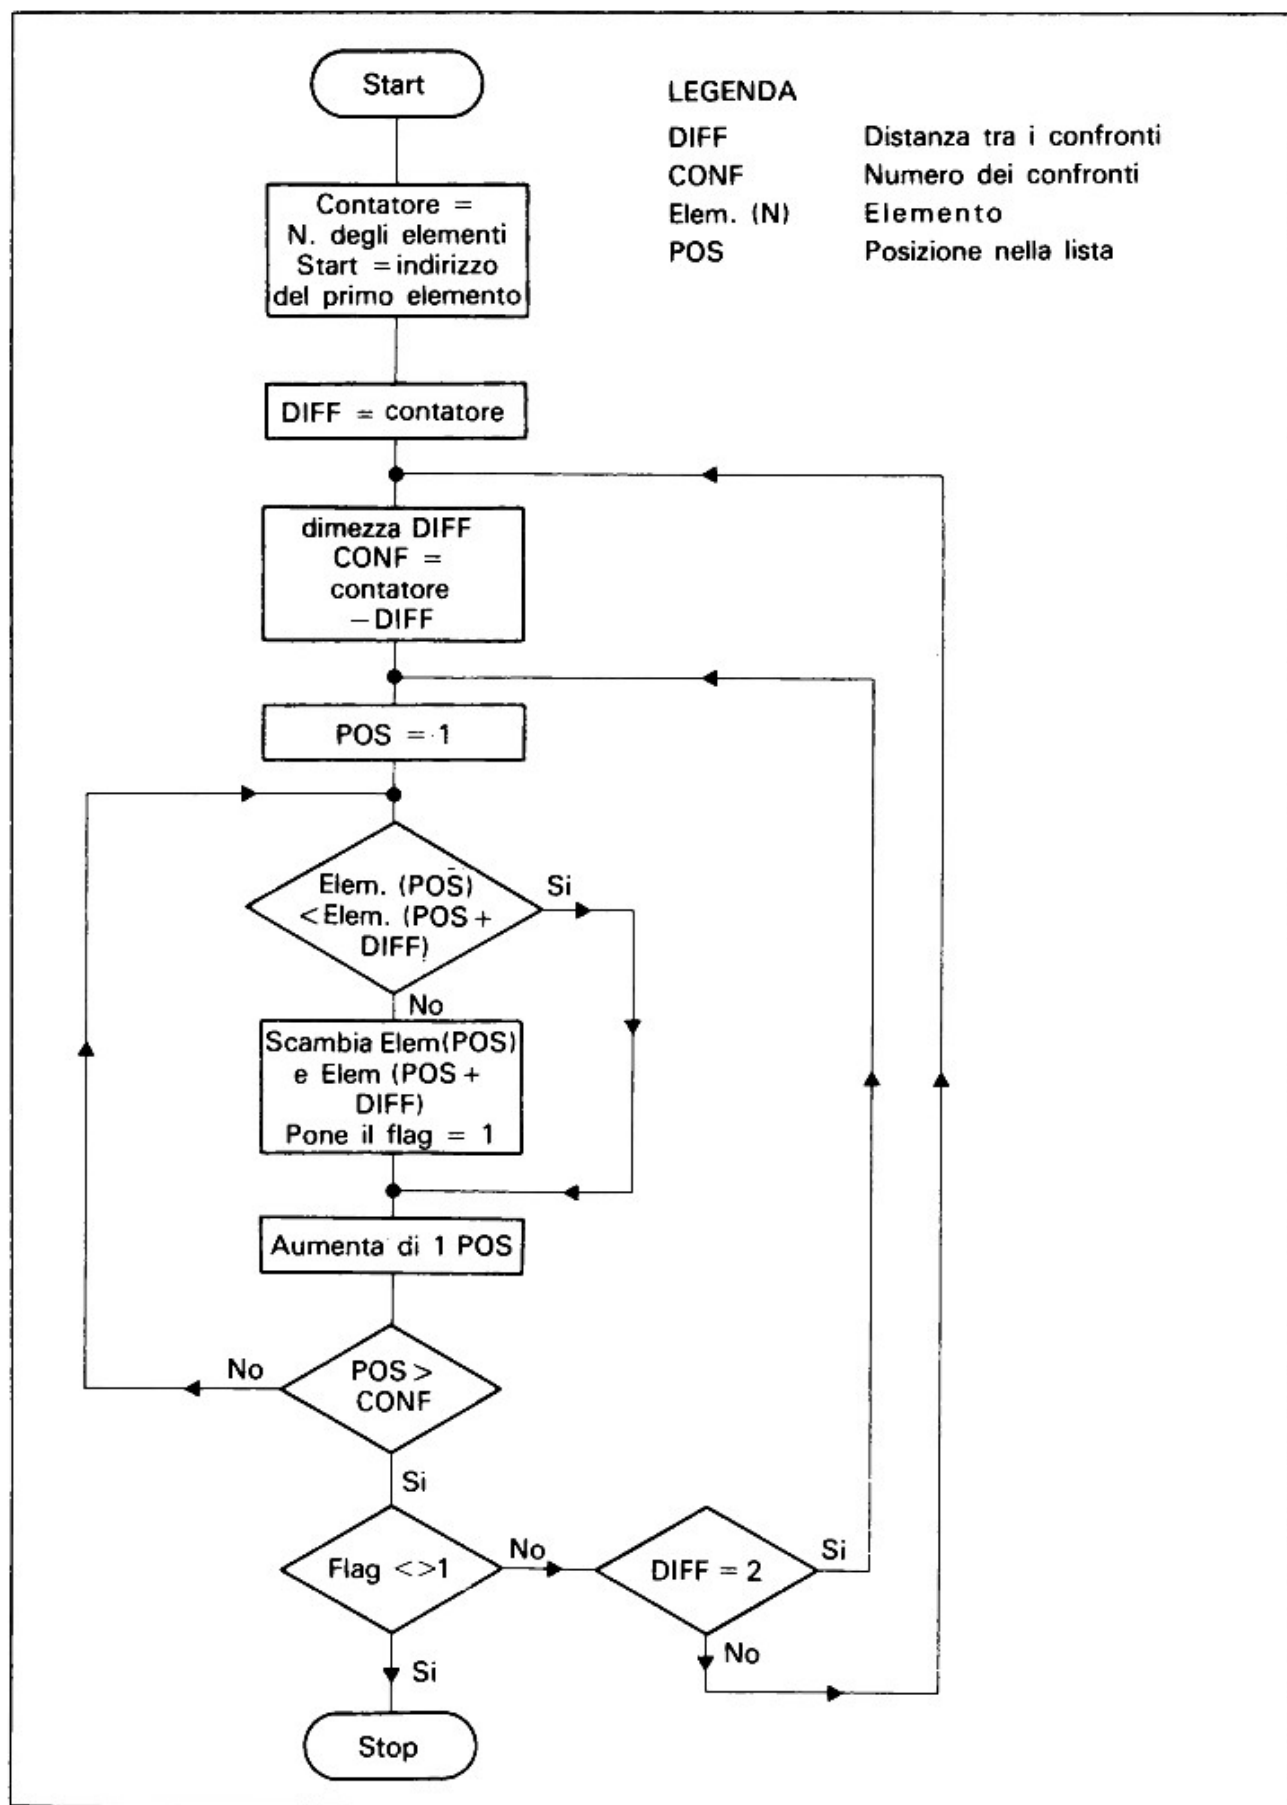 Start
LEGENDA
DIFF Distanza tra i confronti
CONF Numero dei confronti
Elem. (N) Elemento
POS Posizione nella lista
Contatore =
N. degli elementi
Start = indirizzo
del primo elemento
DIFF = contatore
dimezza DIFF
CONF =
contatore
– DIFF
POS = 1
Elem. (POS)
< Elem. (POS +
DIFF)
Si
No
Scambia Elem(POS)
e Elem (POS +
DIFF)
Pone il flag = 1
Aumenta di 1 POS
POS >
CONF
No
Si
Flag <>1
No
DIFF = 2
Si
No
Si
Stop